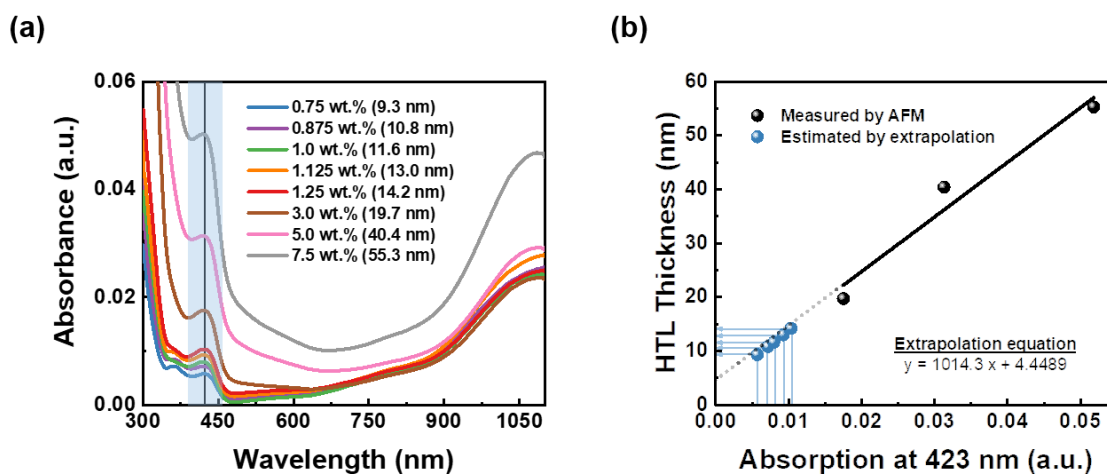 (a)
(b)
0.06
0.04
0.02
0.00
Absorbance (a.u.)
0.75 wt.% (9.3 nm)
0.875 wt.% (10.8 nm)
1.0 wt.% (11.6 nm)
1.125 wt.% (13.0 nm)
1.25 wt.% (14.2 nm)
3.0 wt.% (19.7 nm)
5.0 wt.% (40.4 nm)
7.5 wt.% (55.3 nm)
300 450 600 750 900 1050
Wavelength (nm)
60
50
40
30
20
10
0
HTL Thickness (nm)
Measured by AFM
Estimated by extrapolation
Extrapolation equation
y = 1014.3 x + 4.4489
0.00 0.01 0.02 0.03 0.04 0.05
Absorption at 423 nm (a.u.)